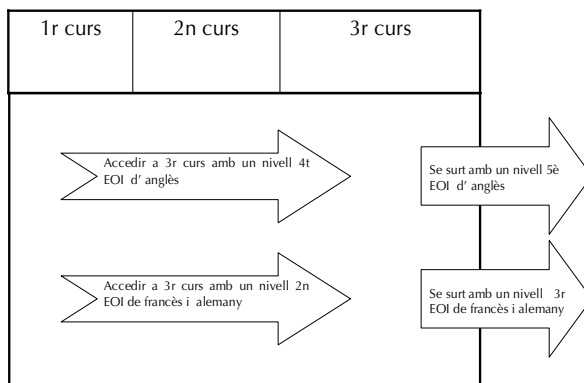 1r curs 2n curs 3r curs
Accedir a 3r curs amb un nivell 4t
EOI d' anglès
Se surt amb un nivell 5è
EOI d' anglès
Accedir a 3r curs amb un nivell 2n
EOI de francès i alemany
Se surt amb un nivell 3r
EOI de francès i alemany